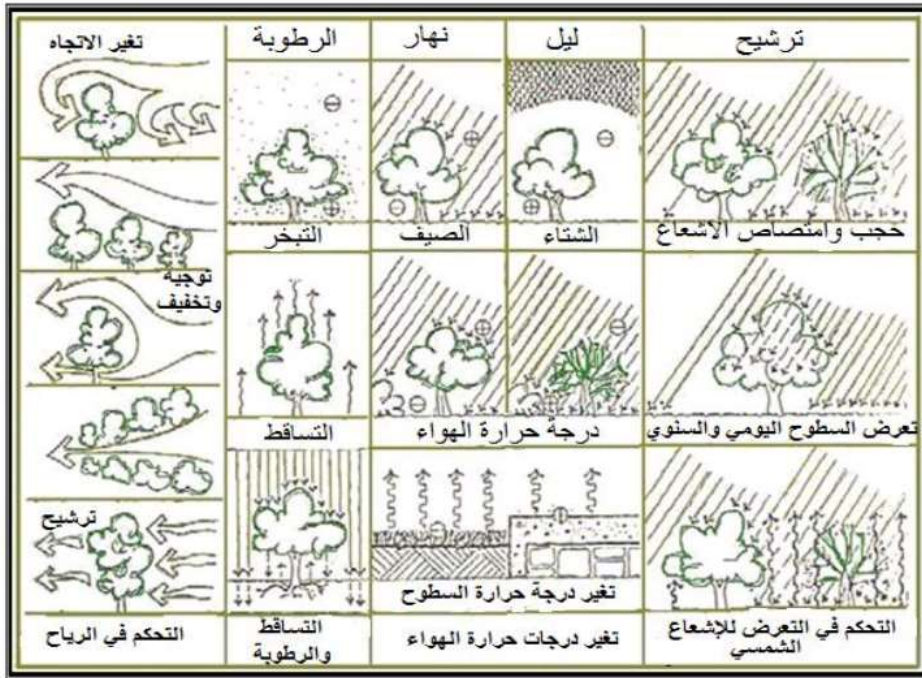 ترشيح
ليل
نهار
الرطوبة
تغير الاتجاه
حجب وامتصاص الاشعاع
الشتاء
الصيف
التبخر
توجية
وتخفيف
تعرض السطوح اليومي والسنوي
درجة حرارة الهواء
التساقط
ترشيح
تغير درجة حرارة السطوح
التحكم في التعرض للإشعاع
الشمسي
تغير درجات حرارة الهواء
التساقط
والرطوبة
التحكم في الرياح